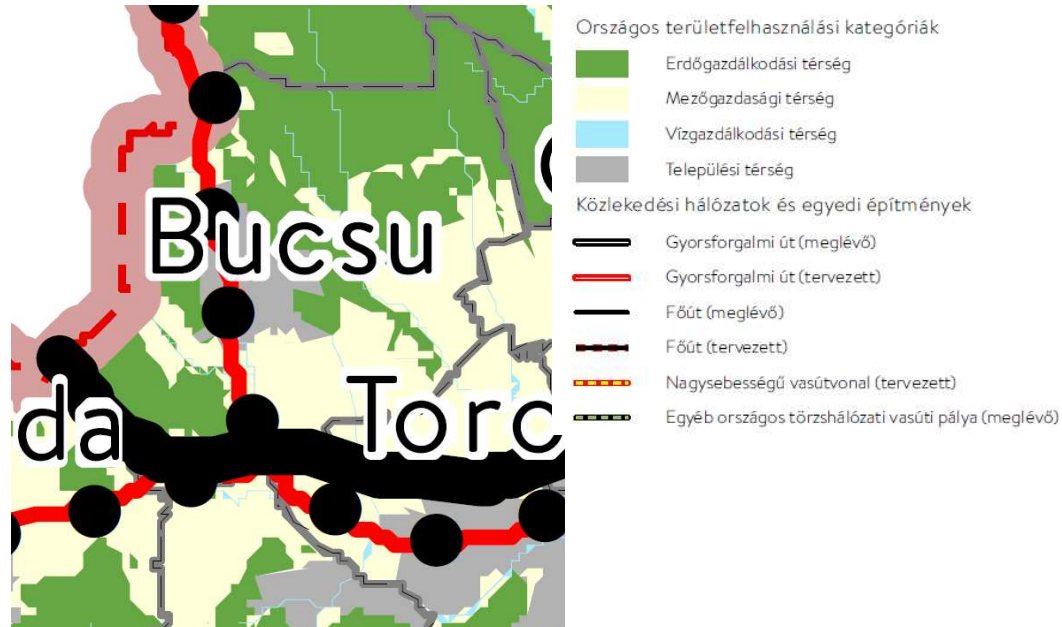 Bucsu
da
Torc
Országos területfelhasználási kategóriák
Erdőgazdálkodási térség
Mezőgazdasági térség
Vízgazdálkodási térség
Települési térség
Közlekedési hálózatok és egyedi építmények
Gyorsforgalmi út (meglévő)
Gyorsforgalmi út (tervezett)
Főút (meglévő)
Főút (tervezett)
Nagysebességű vasútvonal (tervezett)
Egyéb országos törzshálózati vasúti pálya (meglévő)